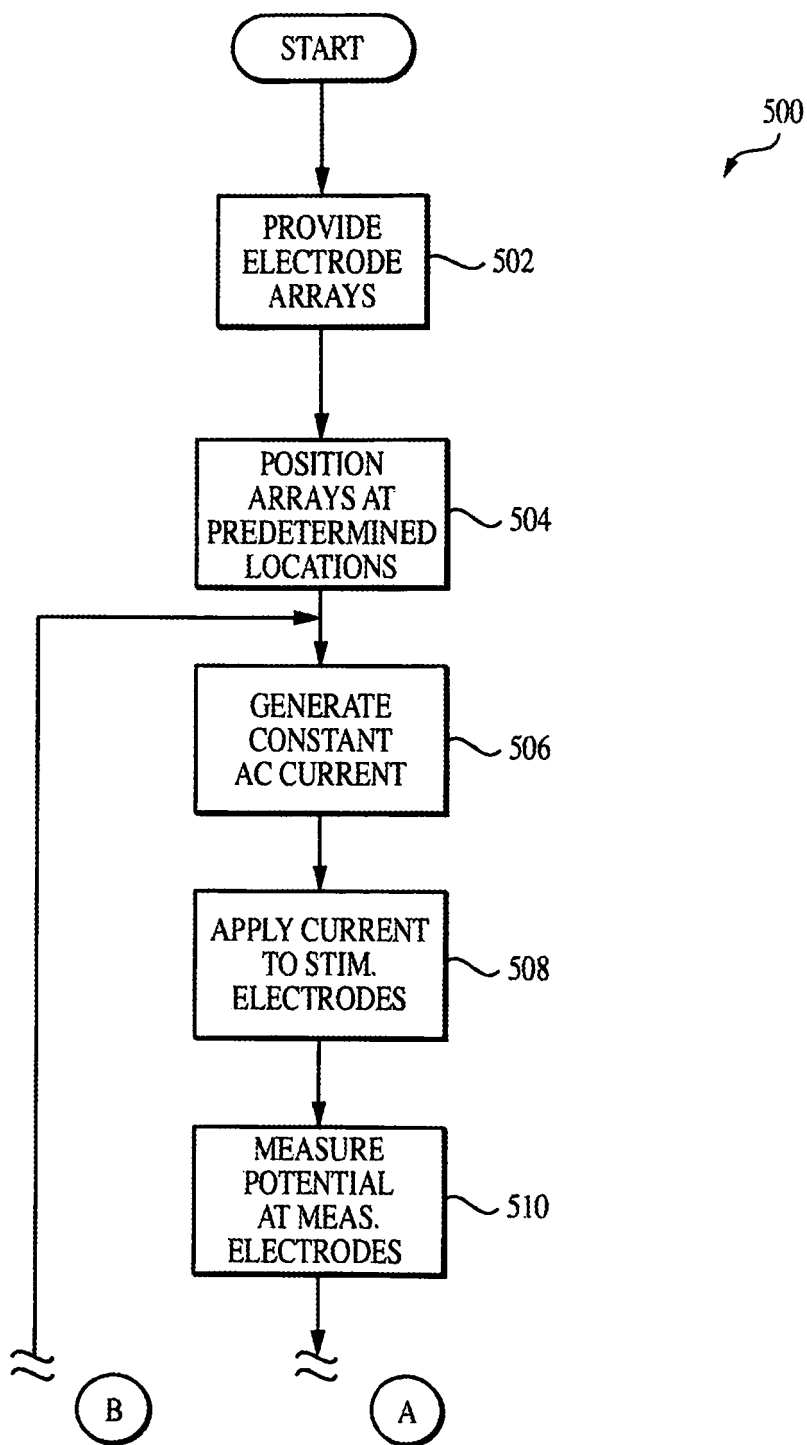 START
500
PROVIDE
ELECTRODE
ARRAYS
502
POSITION
ARRAYS AT
PREDETERMINED
LOCATIONS
504
GENERATE
CONSTANT
AC CURRENT
506
APPLY CURRENT
TO STIM.
ELECTRODES
508
MEASURE
POTENTIAL
AT MEAS.
ELECTRODES
510
B
A